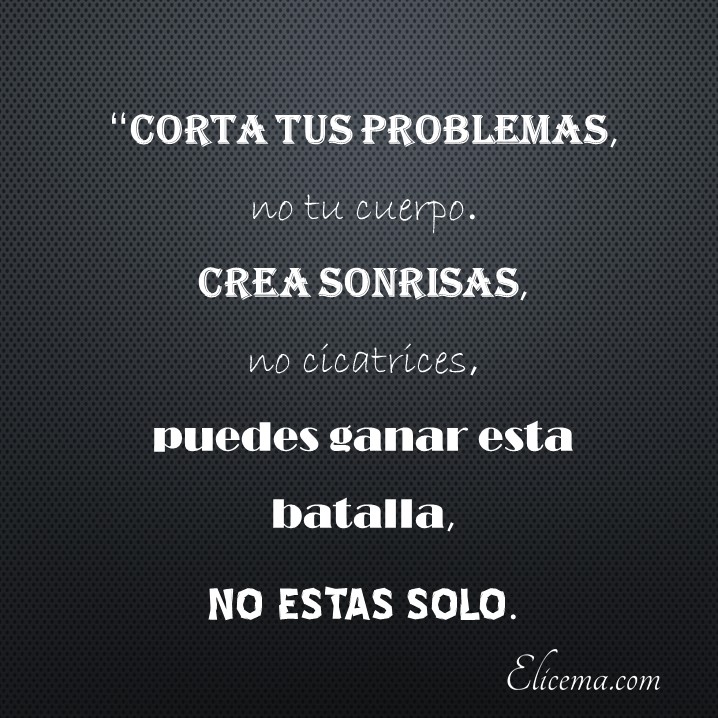 “CORTA TUS PROBLEMAS,
no tu cuerpo.
CREA SONRISAS,
no cicatrices,
puedes ganar esta
batalla,
NO ESTAS SOLO.
Elicema.com